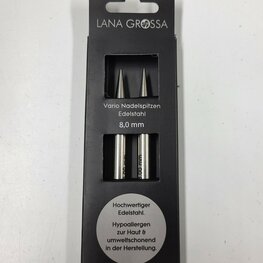 LANA GROSSA
Vario Nadelspitzen
Edelstahl
8,0 mm
Hochwertiger
Edelstahl.
Hypoallergen
zur Haut &
umweltschonend
in der Herstellung.